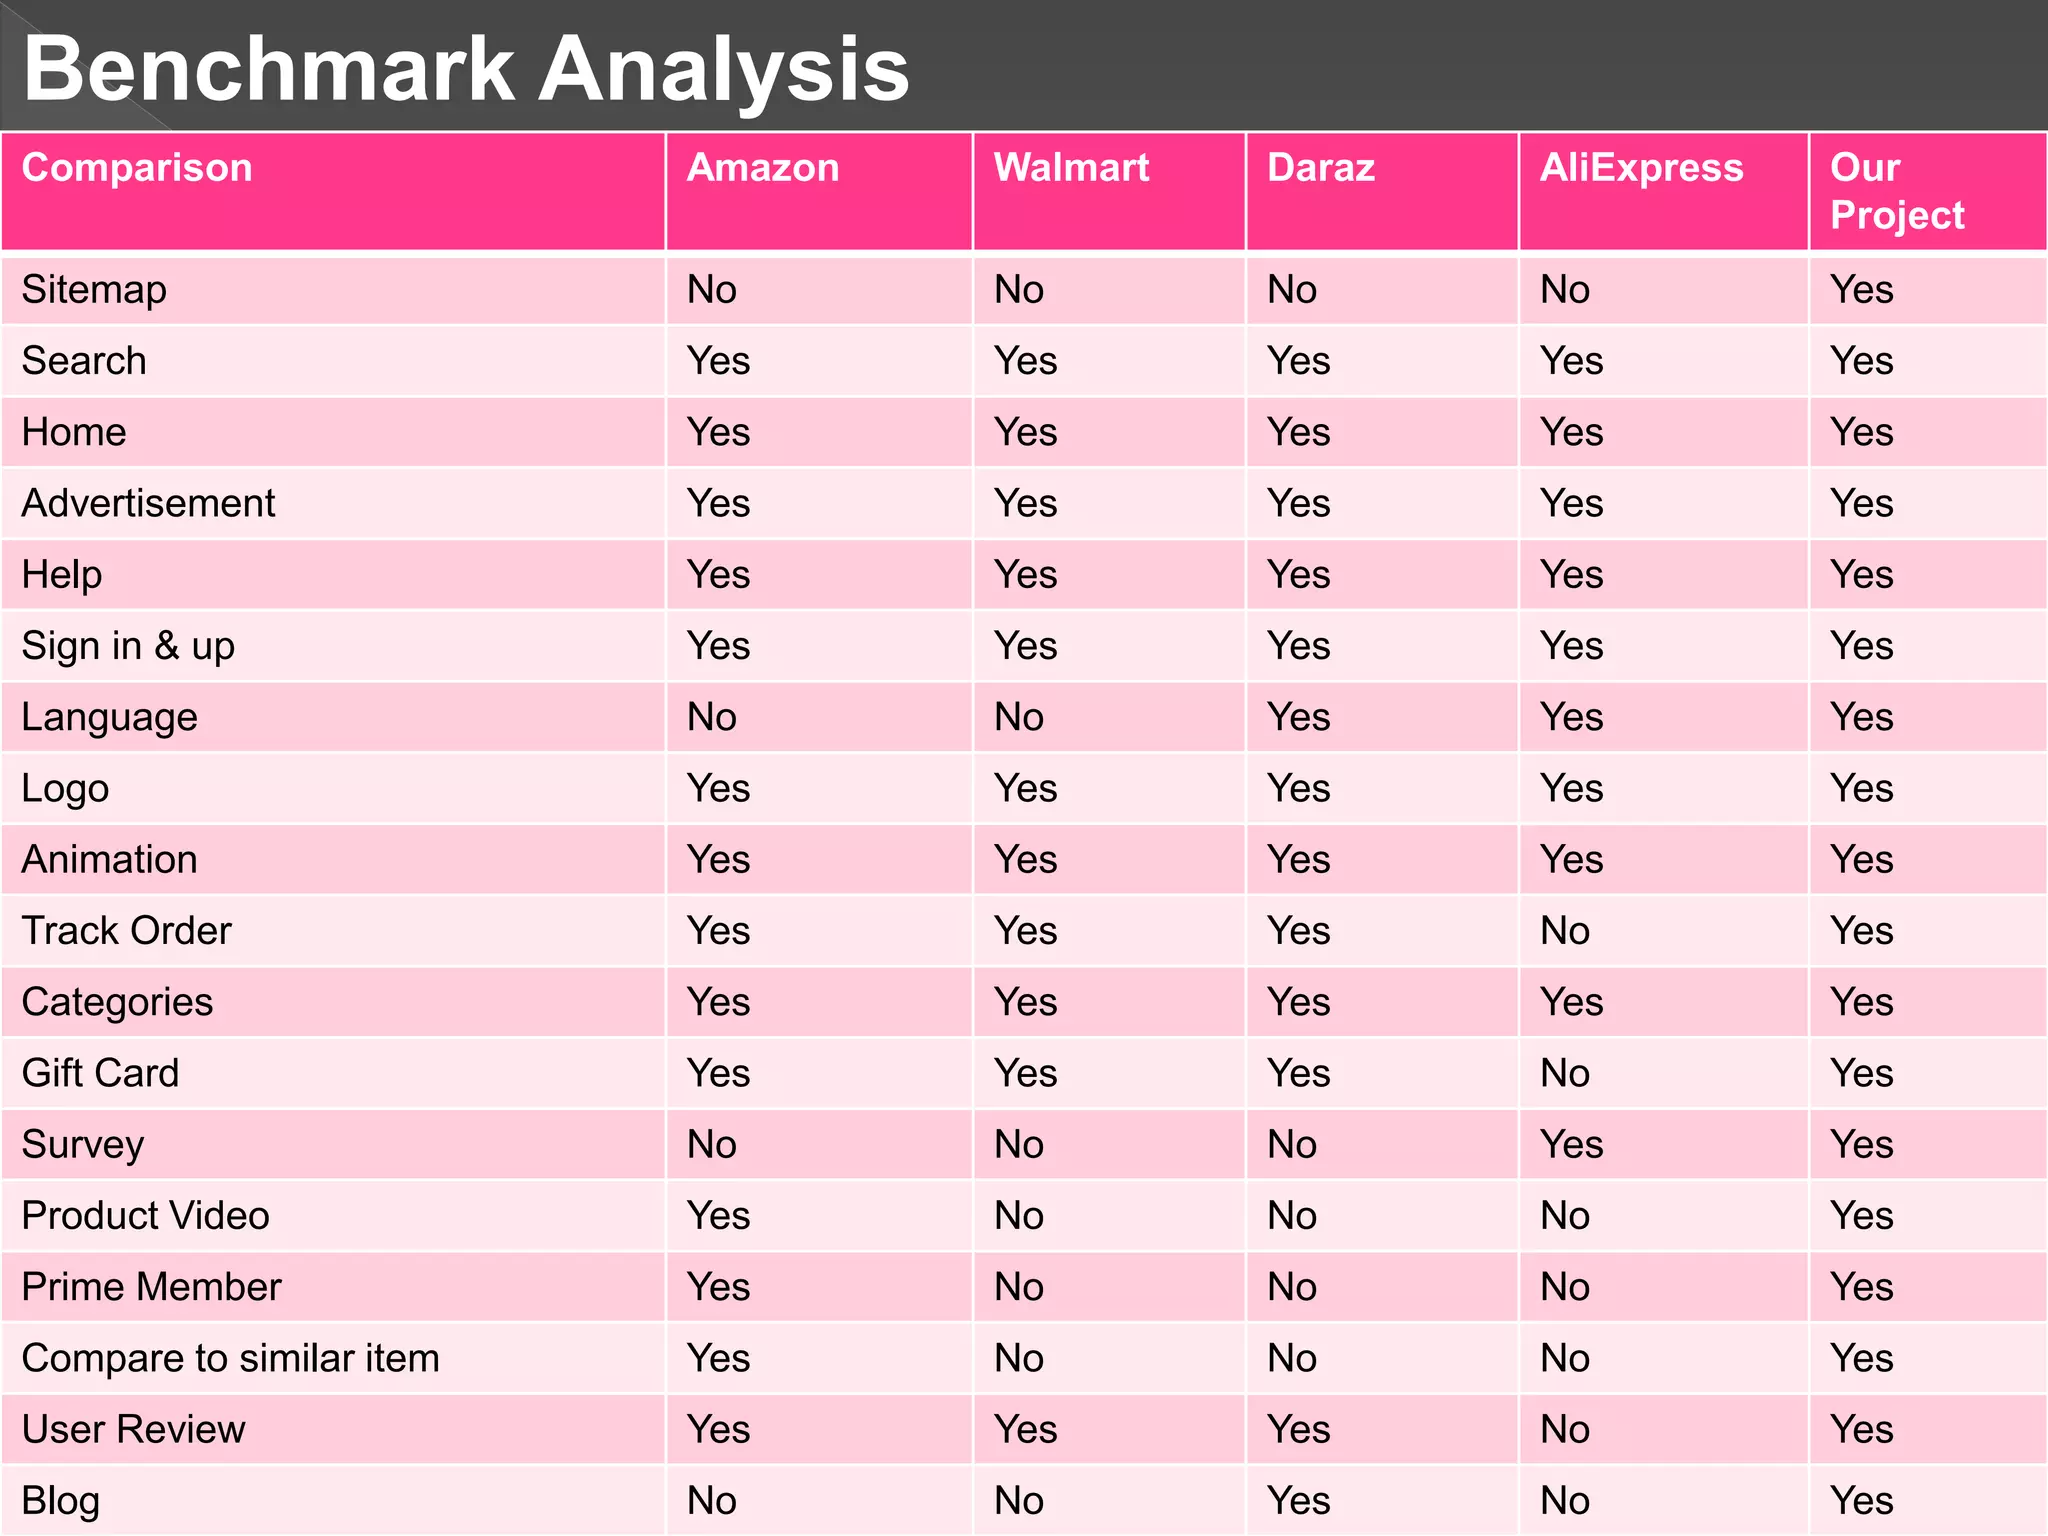 Benchmark Analysis
Comparison Amazon Walmart Daraz AliExpress Our Project
Sitemap No No No No Yes
Search Yes Yes Yes Yes Yes
Home Yes Yes Yes Yes Yes
Advertisement Yes Yes Yes Yes Yes
Help Yes Yes Yes Yes Yes
Sign in & up Yes Yes Yes Yes Yes
Language No No Yes Yes Yes
Logo Yes Yes Yes Yes Yes
Animation Yes Yes Yes Yes Yes
Track Order Yes Yes Yes No Yes
Categories Yes Yes Yes Yes Yes
Gift Card Yes Yes Yes No Yes
Survey No No No Yes Yes
Product Video Yes No No No Yes
Prime Member Yes No No No Yes
Compare to similar item Yes No No No Yes
User Review Yes Yes Yes No Yes
Blog No No Yes No Yes